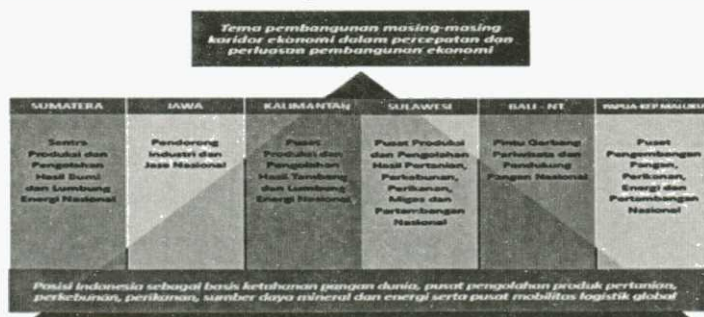 Tema pembangunan masing-masing
koridor ekonomi dalam percepatan dan
perluasan pembangunan ekonomi
SUMATERA
Sentra
Produksi dan
Pengolahan
Hasil Bumi
dan Lumbung
Energi Nasional
JAWA
Pendorong
Industri dan
Jasa Nasional
KALIMANTAN
Pusat
Produksi dan
Pengolahan
Hasil Tambang
dan Lumbung
Energi Nasional
SULAWESI
Pusat Produksi
dan Pengolahan
Hasil Pertanian,
Perkebunan,
Perikanan,
Migas dan
Pertambangan
Nasional
BALI - NT
Pintu Gerbang
Pariwisata dan
Pendukung
Pangan Nasional
PAPUA-KEP MALUKU
Pusat
Pengembangan
Pangan,
Perikanan,
Energi dan
Pertambangan
Nasional
Posisi Indonesia sebagai basis ketahanan pangan dunia, pusat pengolahan produk pertanian,
perkebunan, perikanan, sumber daya mineral dan energi serta pusat mobilitas logistik global